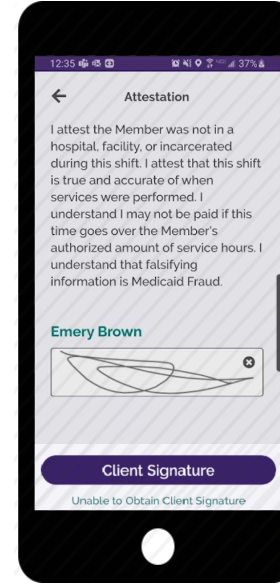 12:35
37%
Attestation
I attest the Member was not in a
hospital, facility, or incarcerated
during this shift. I attest that this shift
is true and accurate of when
services were performed. I
understand I may not be paid if this
time goes over the Member's
authorized amount of service hours. I
understand that falsifying
information is Medicaid Fraud.
Emery Brown
Client Signature
Unable to Obtain Client Signature